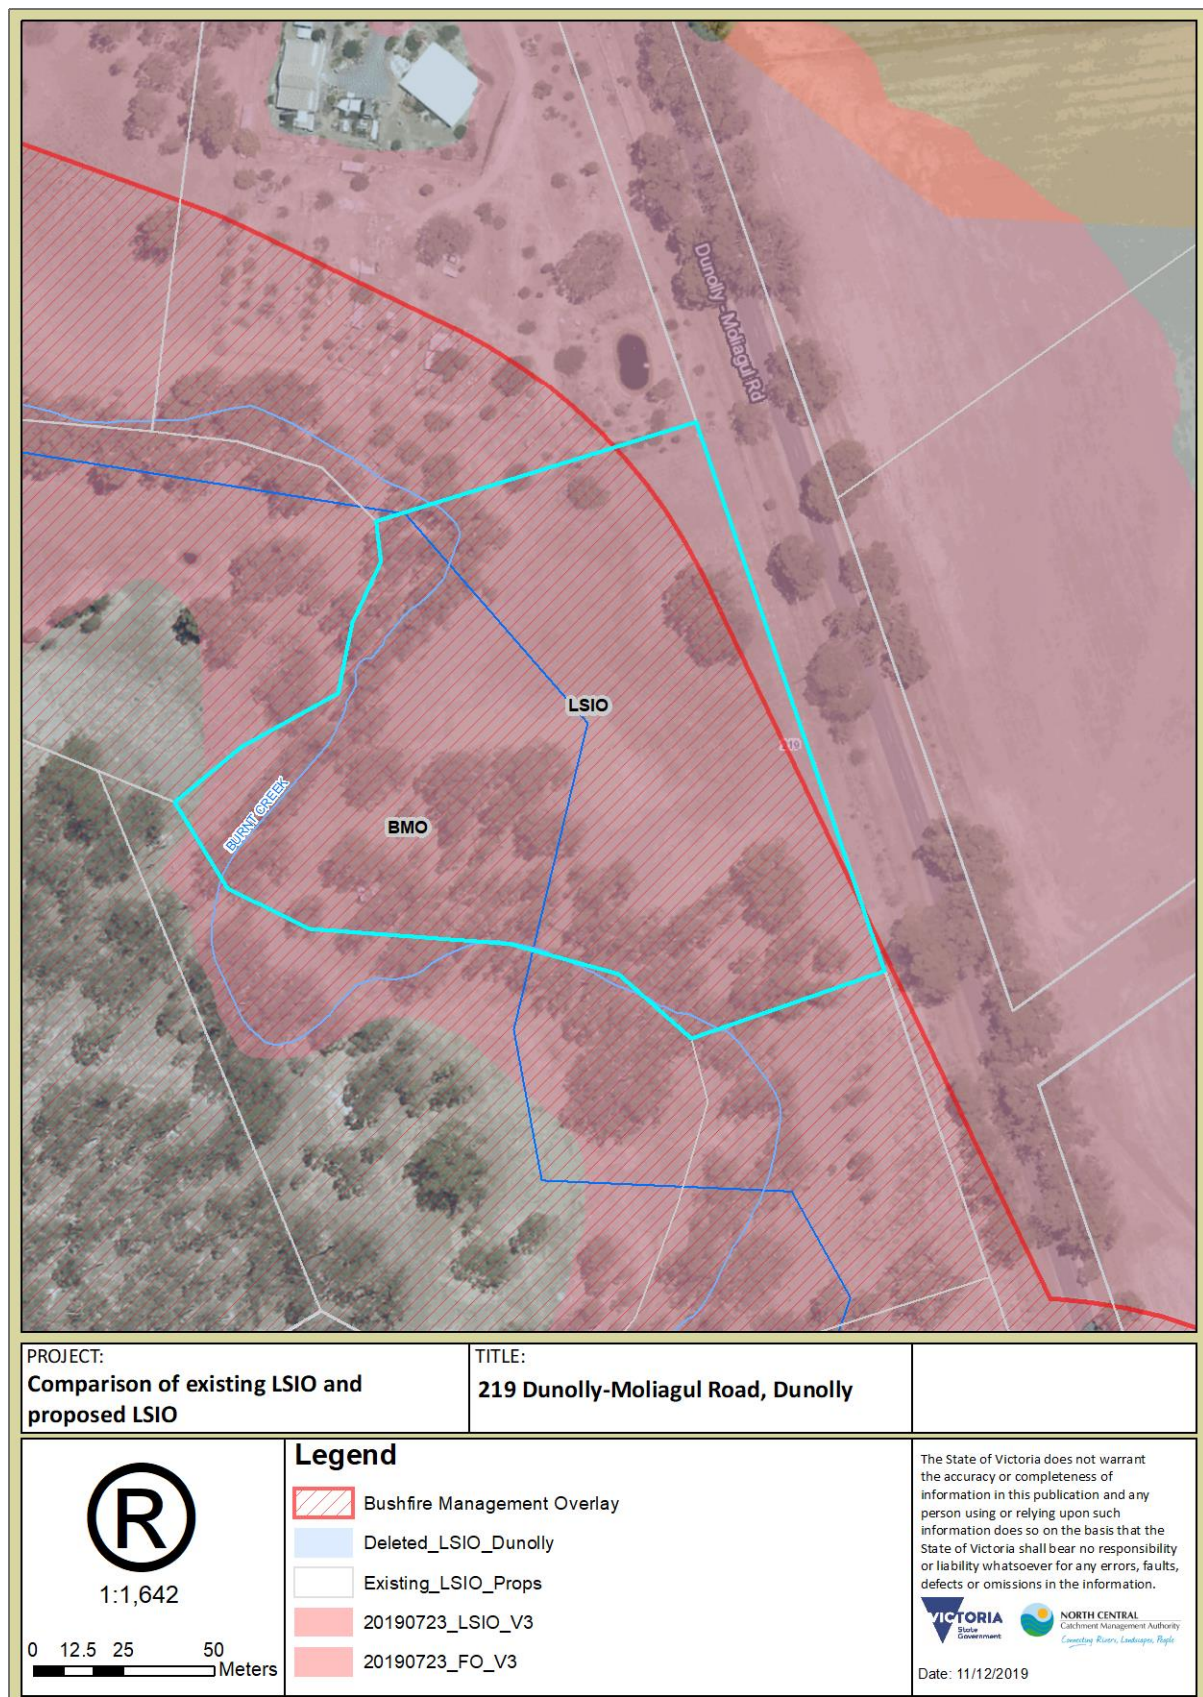 Dunolly - Moliagul Rd
LSIO
219
BURNT CREEK
BMO
PROJECT:
Comparison of existing LSIO and
proposed LSIO
TITLE:
219 Dunolly-Moliagul Road, Dunolly
R
1:1,642
0 12.5 25 50
Meters
Legend
Bushfire Management Overlay
Deleted_LSIO_Dunolly
Existing_LSIO_Props
20190723_LSIO_V3
20190723_FO_V3
The State of Victoria does not warrant
the accuracy or completeness of
information in this publication and any
person using or relying upon such
information does so on the basis that the
State of Victoria shall bear no responsibility
or liability whatsoever for any errors, faults,
defects or omissions in the information.
VICTORIA
State
Government
NORTH CENTRAL
Catchment Management Authority
Connecting Rivers, Landscapes, People
Date: 11/12/2019